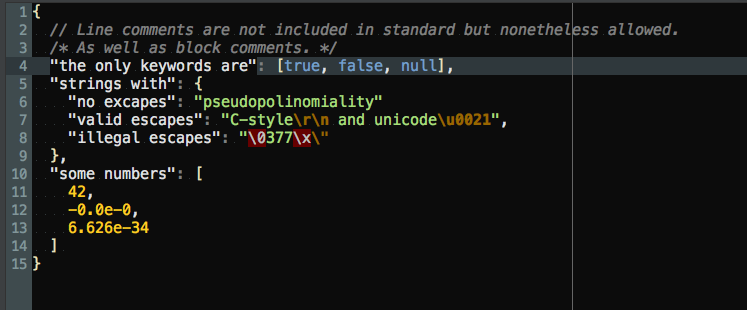 1 {
2 // Line comments are not included in standard but nonetheless allowed.
3 /* As well as block comments. */
4 "the only keywords are": [true, false, null],
5 "strings with": {
6 "no excapes": "pseudopolinomiality"
7 "valid escapes": "C-style\r\n and unicode\u0021",
8 "illegal escapes": "\0377\x\"
9 },
10 "some numbers": [
11 42,
12 -0.0e-0,
13 6.626e-34
14 ]
15 }